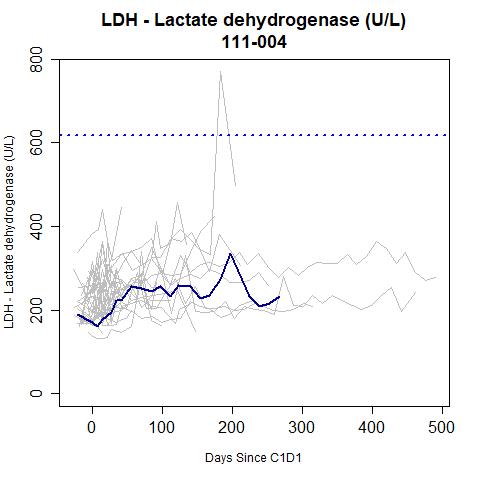 LDH - Lactate dehydrogenase (U/L)
111-004
LDH - Lactate dehydrogenase (U/L)
800
600
400
200
0
0 100 200 300 400 500
Days Since C1D1